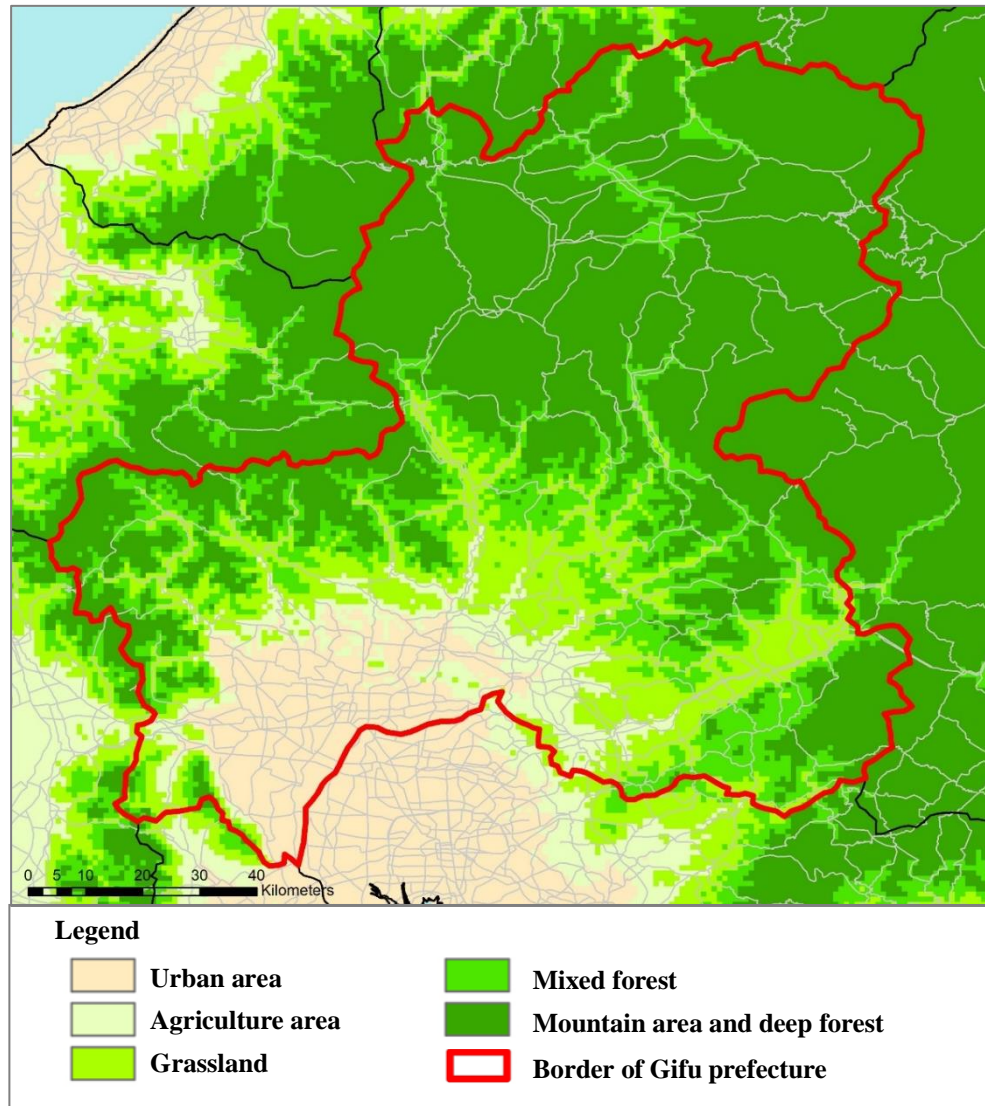 0 5 10 20 30 40
Kilometers
Legend
Urban area
Agriculture area
Grassland
Mixed forest
Mountain area and deep forest
Border of Gifu prefecture